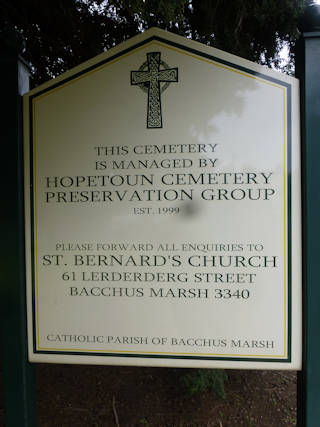 THIS CEMETERY
IS MANAGED BY
HOPETOUN CEMETERY
PRESERVATION GROUP
EST. 1999
PLEASE FORWARD ALL ENQUIRIES TO
ST. BERNARD'S CHURCH
61 LERDERDERG STREET
BACCHUS MARSH 3340
CATHOLIC PARISH OF BACCHUS MARSH